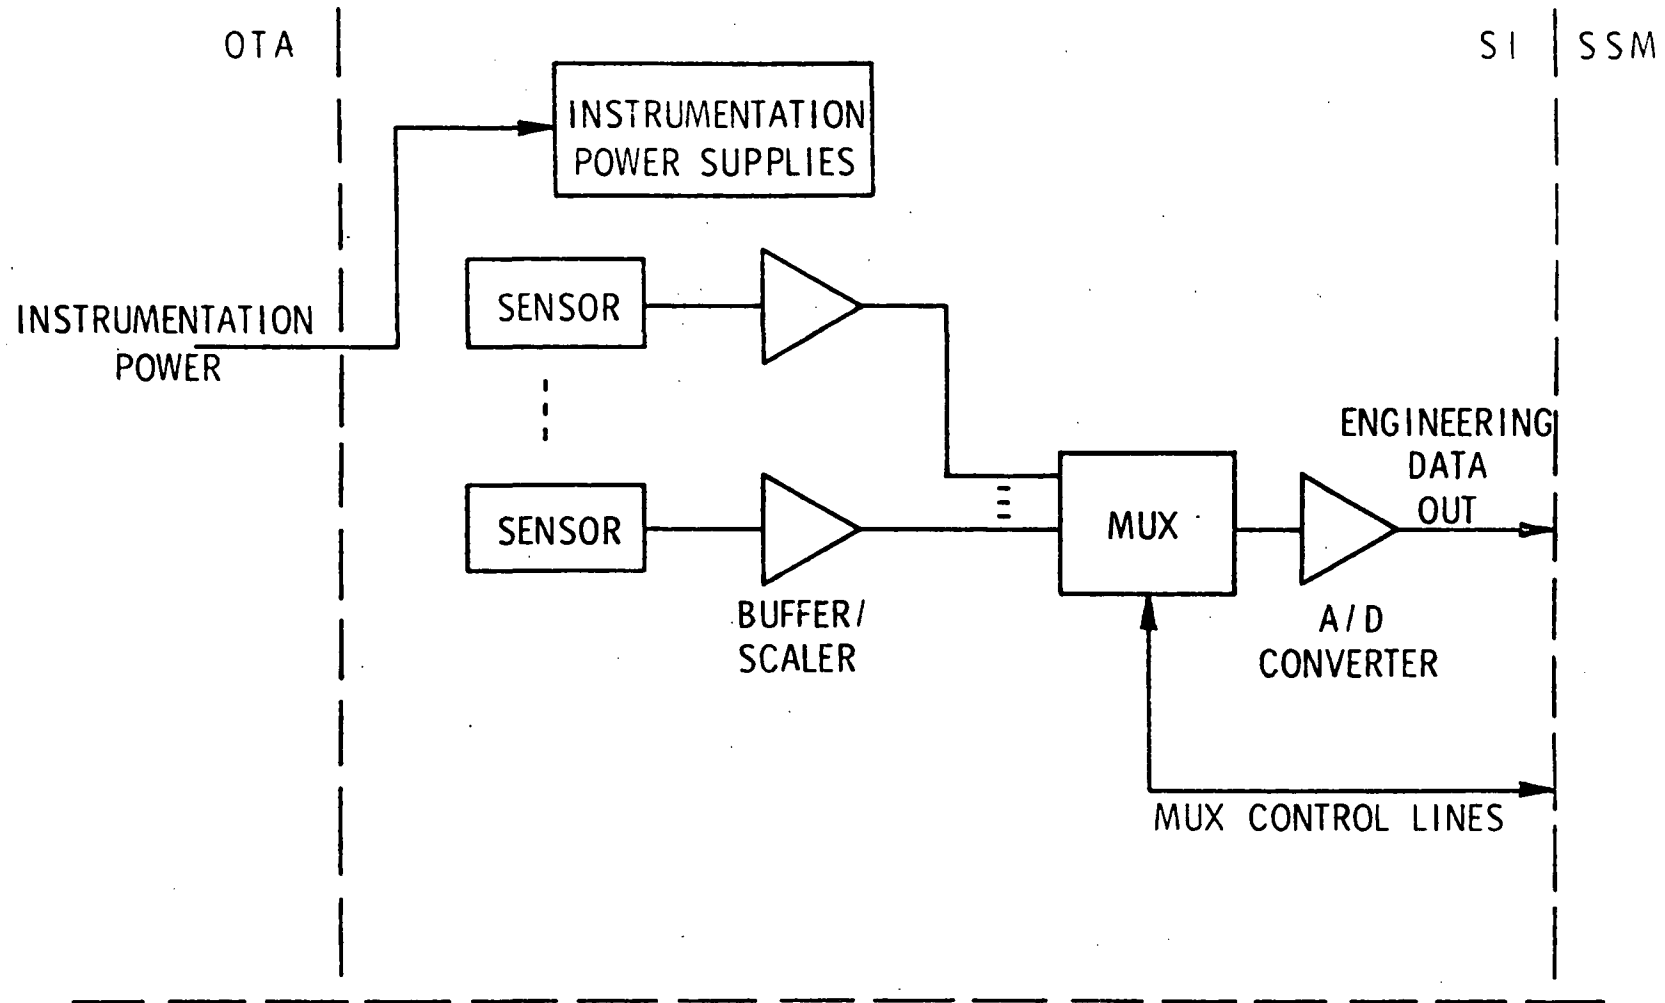 OTA
SI
SSM
INSTRUMENTATION
POWER SUPPLIES
SENSOR
INSTRUMENTATION
POWER
ENGINEERING
DATA
OUT
SENSOR
MUX
BUFFER/
SCALER
A/D
CONVERTER
MUX CONTROL LINES